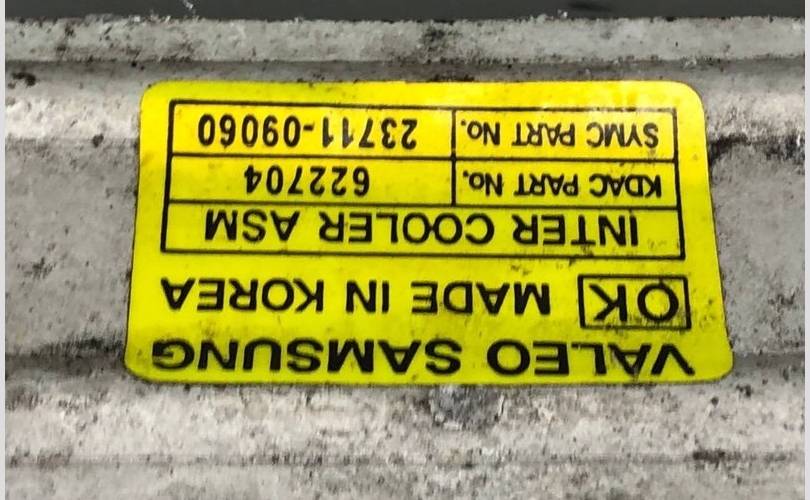 VALEO SAMSUNG
OK MADE IN KOREA
INTER COOLER ASM
KDAC PART No. 622704
SYMC PART No. 23711-09060